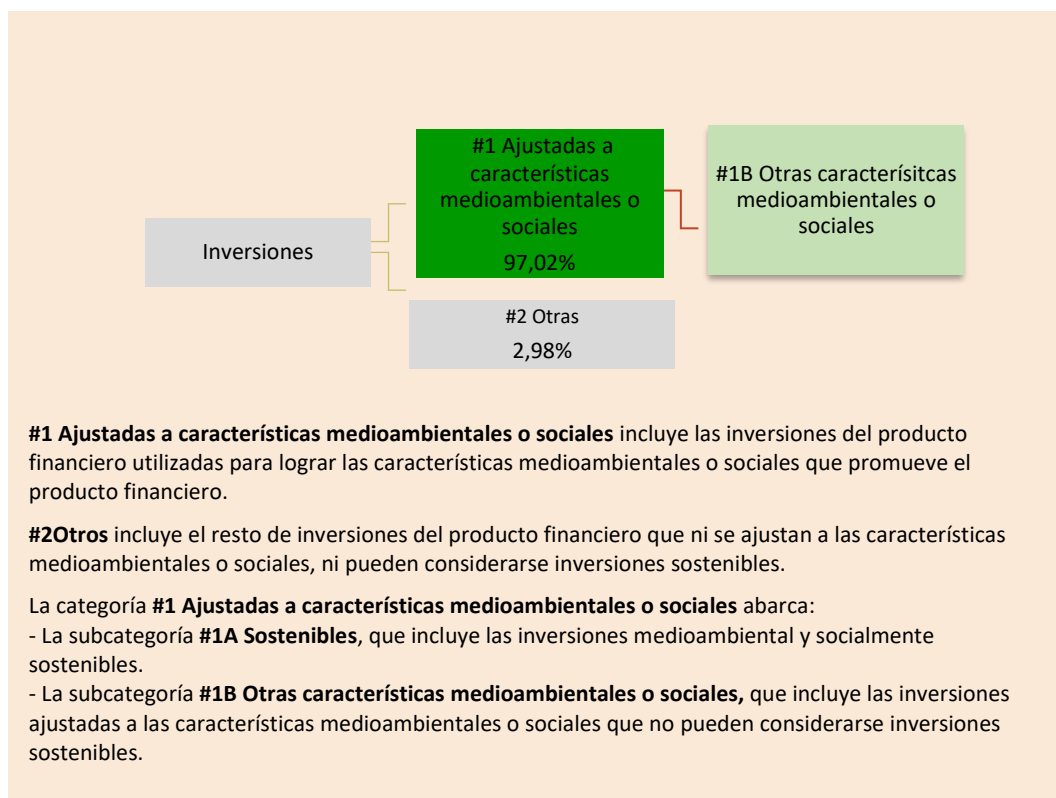 #1 Ajustadas a
características
medioambientales o
sociales
97,02%
#1B Otras caracterísitcas
medioambientales o
sociales
Inversiones
#2 Otras
2,98%
#1 Ajustadas a características medioambientales o sociales incluye las inversiones del producto
financiero utilizadas para lograr las características medioambientales o sociales que promueve el
producto financiero.
#2Otros incluye el resto de inversiones del producto financiero que ni se ajustan a las características
medioambientales o sociales, ni pueden considerarse inversiones sostenibles.
La categoría #1 Ajustadas a características medioambientales o sociales abarca:
- La subcategoría #1A Sostenibles, que incluye las inversiones medioambiental y socialmente
sostenibles.
- La subcategoría #1B Otras características medioambientales o sociales, que incluye las inversiones
ajustadas a las características medioambientales o sociales que no pueden considerarse inversiones
sostenibles.